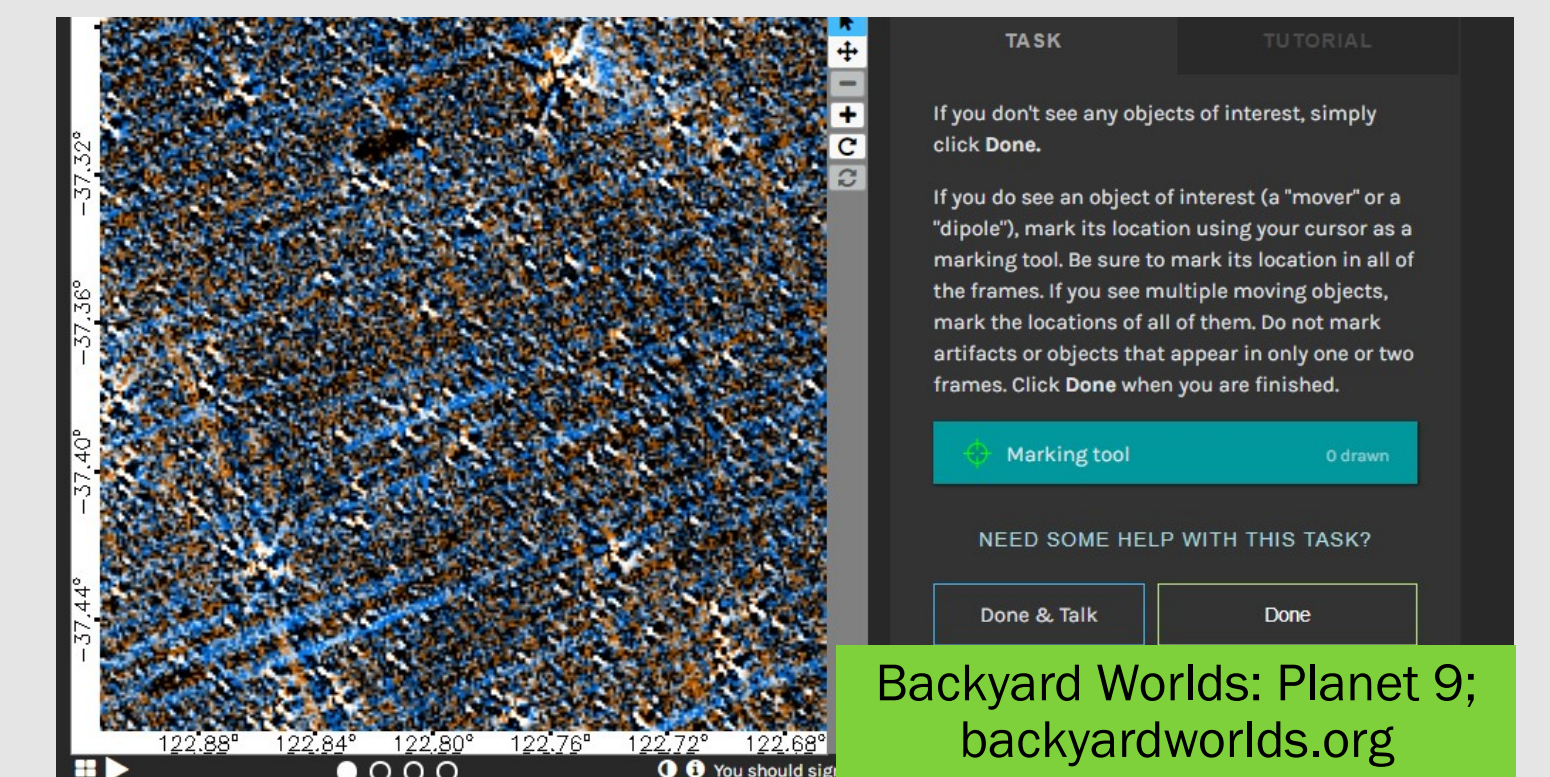 TASK
TUTORIAL
If you don't see any objects of interest, simply
click Done.
If you do see an object of interest (a "mover" or a
"dipole"), mark its location using your cursor as a
marking tool. Be sure to mark its location in all of
the frames. If you see multiple moving objects,
mark the locations of all of them. Do not mark
artifacts or objects that appear in only one or two
frames. Click Done when you are finished.
Marking tool 0 drawn
NEED SOME HELP WITH THIS TASK?
Done & Talk
Done
−37.32°
−37.36°
−37.40°
−37.44°
122.88° 122.84° 122.80° 122.76° 122.72° 122.68°
You should
Backyard Worlds: Planet 9;
backyardworlds.org